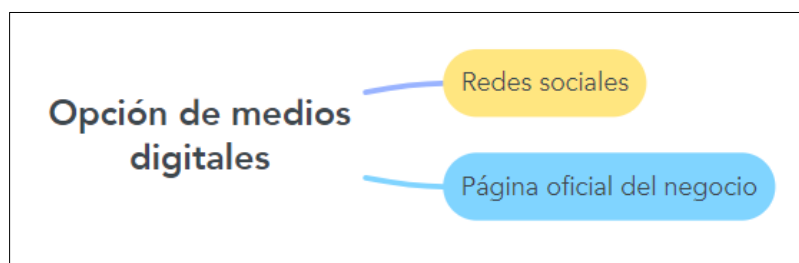 Opción de medios
digitales
Redes sociales
Página oficial del negocio